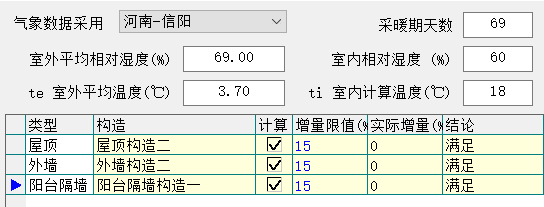 气象数据采用 河南-信阳 采暖期天数 69
室外平均相对湿度(%) 69.00 室内相对湿度 (%) 60
te 室外平均温度(℃) 3.70 ti 室内计算温度(℃) 18
类型 构造 计算 增量限值(% 实际增量(% 结论
屋顶 屋顶构造二 15 0 满足
外墙 外墙构造二 15 0 满足
阳台隔墙 阳台隔墙构造一 15 0 满足